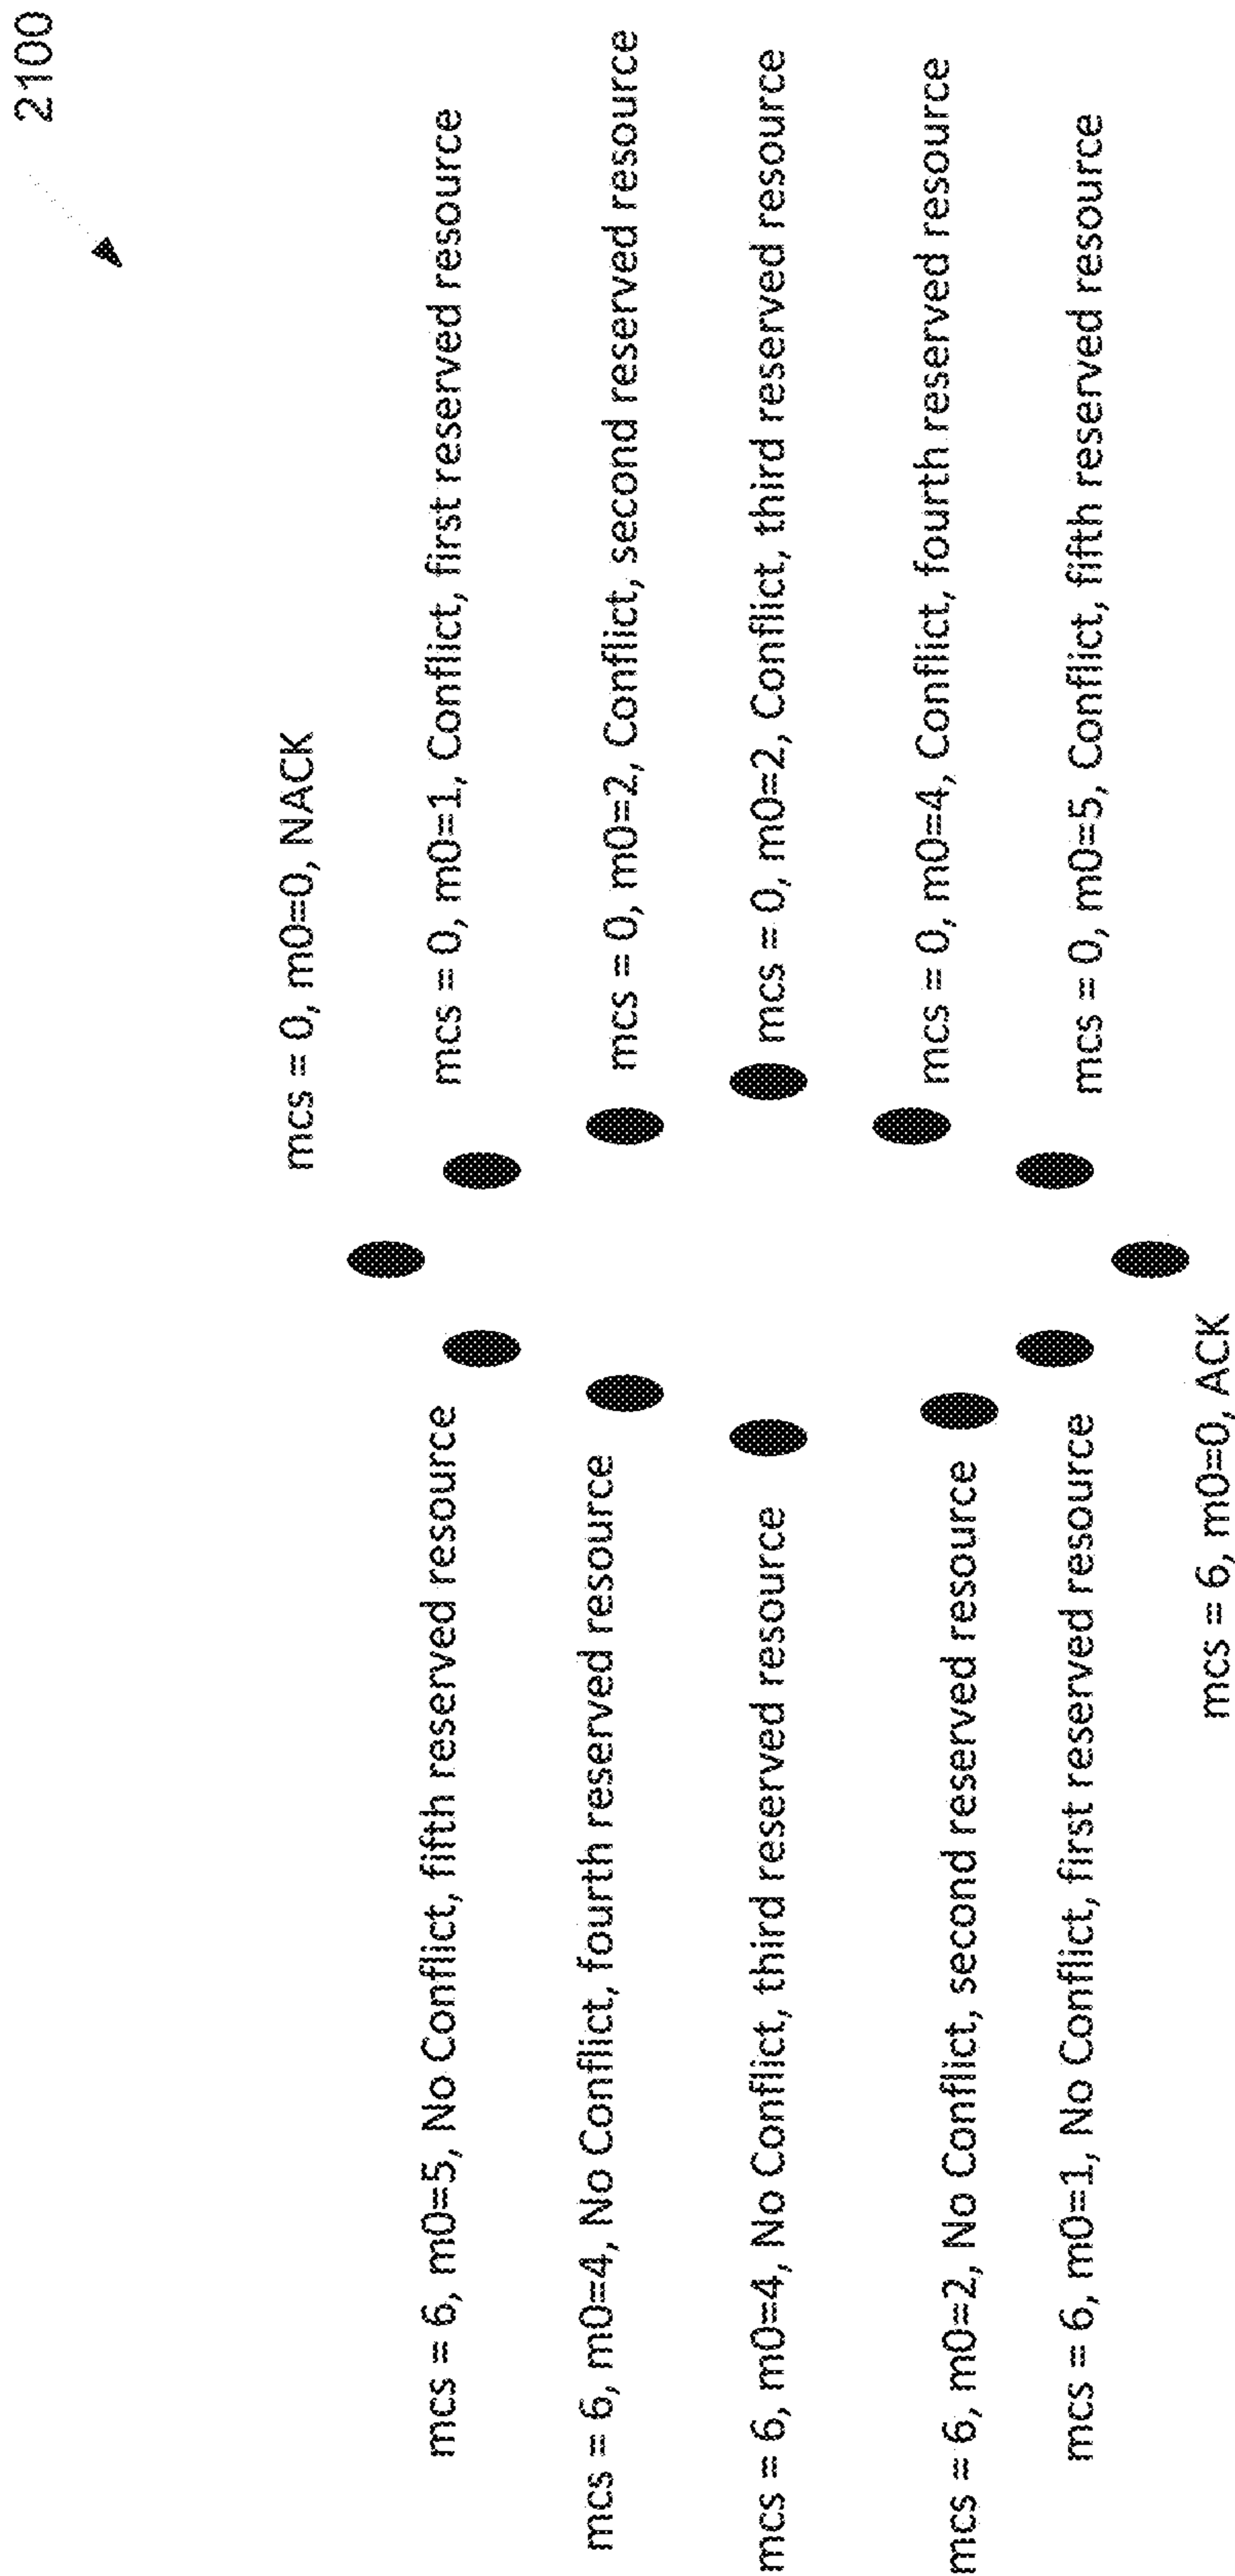 2100
mcs = 0, m0=0, NACK
mcs = 0, m0=1, Conflict, first reserved resource
mcs = 0, m0=2, Conflict, second reserved resource
mcs = 0, m0=2, Conflict, third reserved resource
mcs = 0, m0=4, Conflict, fourth reserved resource
mcs = 0, m0=5, Conflict, fifth reserved resource
mcs = 6, m0=5, No Conflict, fifth reserved resource
mcs = 6, m0=4, No Conflict, fourth reserved resource
mcs = 6, m0=4, No Conflict, third reserved resource
mcs = 6, m0=2, No Conflict, second reserved resource
mcs = 6, m0=1, No Conflict, first reserved resource
mcs = 6, m0=0, ACK